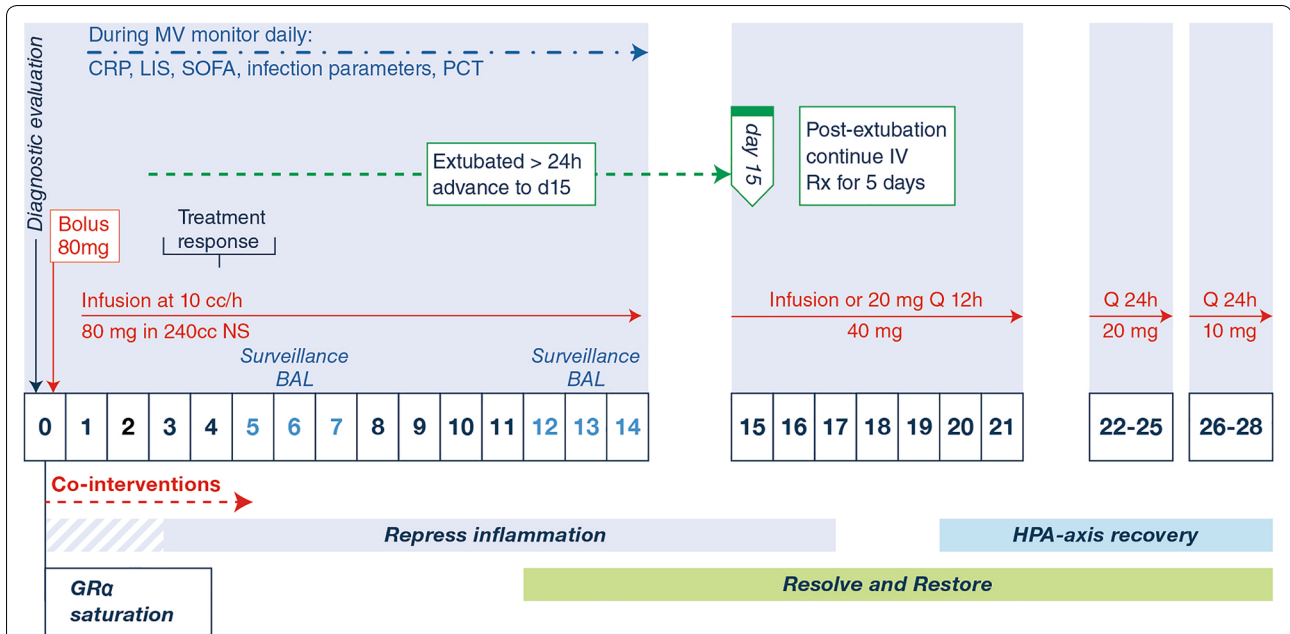 During MV monitor daily:
CRP, LIS, SOFA, infection parameters, PCT
Diagnostic evaluation
Extubated > 24h
advance to d15
day 15
Post-extubation
continue IV
Rx for 5 days
Bolus
80mg
Treatment
response
Infusion at 10 cc/h
80 mg in 240cc NS
Infusion or 20 mg Q 12h
40 mg
Q 24h
20 mg
Q 24h
10 mg
Surveillance
BAL
Surveillance
BAL
0 1 2 3 4 5 6 7 8 9 10 11 12 13 14 15 16 17 18 19 20 21 22-25 26-28
Co-interventions
Repress inflammation
HPA-axis recovery
GRα
saturation
Resolve and Restore